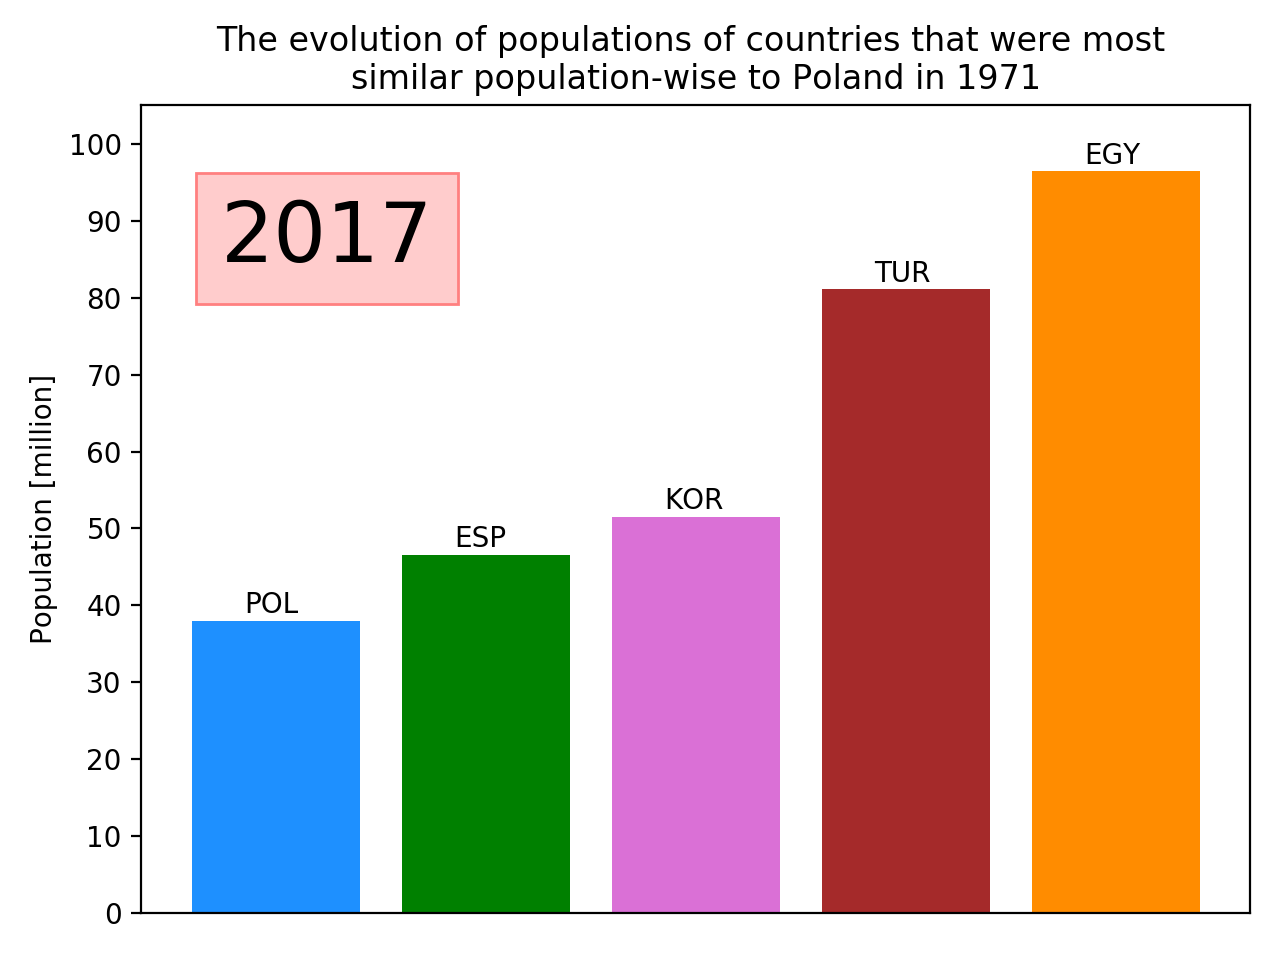 The evolution of populations of countries that were most
similar population-wise to Poland in 1971
2017
Population [million]
100
90
80
70
60
50
40
30
20
10
0
POL
ESP
KOR
TUR
EGY